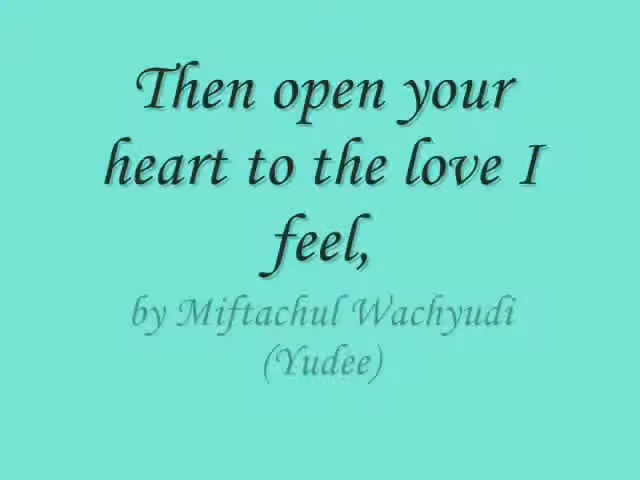 Then open your
heart to the love I
feel,
by Miftachul Wachyudi
(Yudee)